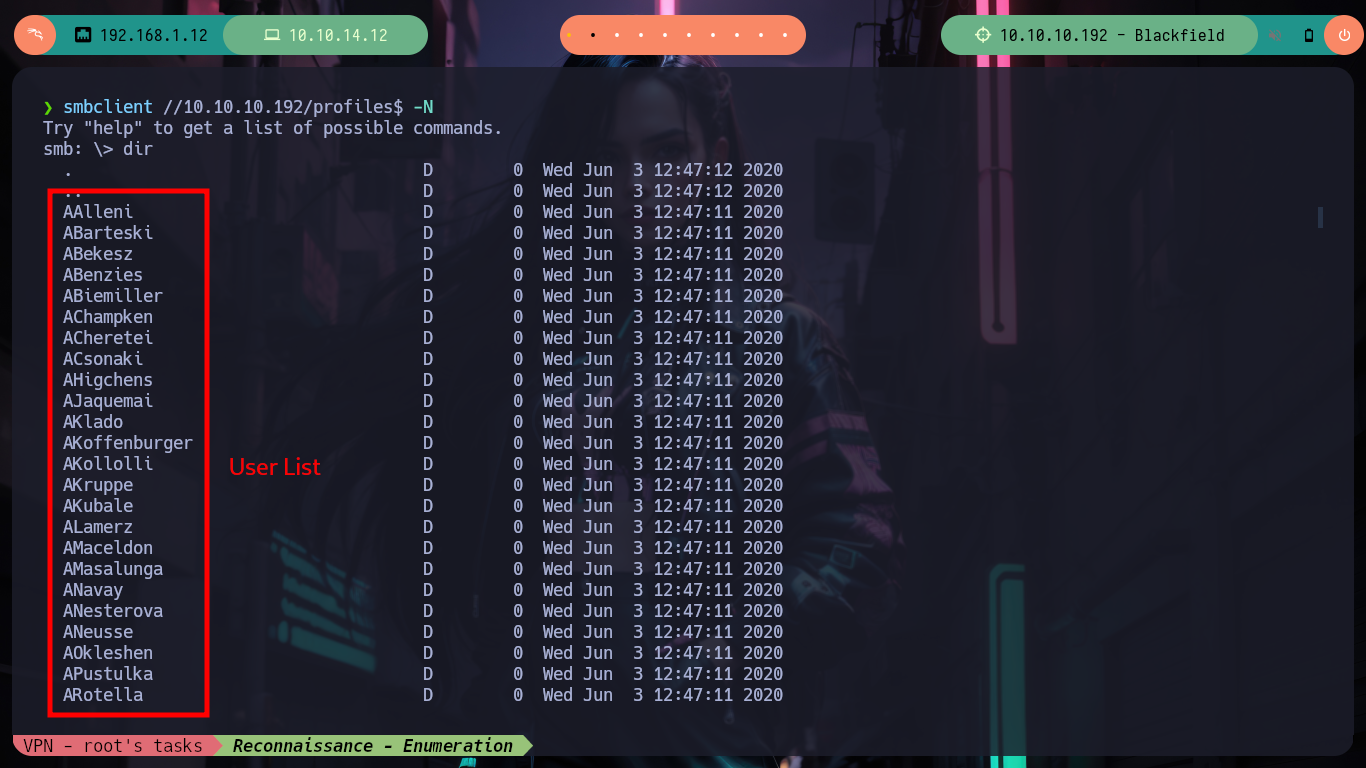 192.168.1.12 10.10.14.12 10.10.10.192 - Blackfield
❯ smbclient //10.10.10.192/profiles$ -N
Try "help" to get a list of possible commands.
smb: \> dir
. D 0 Wed Jun 3 12:47:12 2020
.. D 0 Wed Jun 3 12:47:12 2020
AAlleni D 0 Wed Jun 3 12:47:11 2020
ABarteski D 0 Wed Jun 3 12:47:11 2020
ABekesz D 0 Wed Jun 3 12:47:11 2020
ABenzies D 0 Wed Jun 3 12:47:11 2020
ABiemiller D 0 Wed Jun 3 12:47:11 2020
AChampken D 0 Wed Jun 3 12:47:11 2020
ACheretei D 0 Wed Jun 3 12:47:11 2020
ACsonaki D 0 Wed Jun 3 12:47:11 2020
AHigchens D 0 Wed Jun 3 12:47:11 2020
AJaquemai D 0 Wed Jun 3 12:47:11 2020
AKlado D 0 Wed Jun 3 12:47:11 2020
AKoffenburger D 0 Wed Jun 3 12:47:11 2020
AKollolli D 0 Wed Jun 3 12:47:11 2020
User List
AKruppe D 0 Wed Jun 3 12:47:11 2020
AKubale D 0 Wed Jun 3 12:47:11 2020
ALamerz D 0 Wed Jun 3 12:47:11 2020
AMaceldon D 0 Wed Jun 3 12:47:11 2020
AMasalunga D 0 Wed Jun 3 12:47:11 2020
ANavay D 0 Wed Jun 3 12:47:11 2020
ANesterova D 0 Wed Jun 3 12:47:11 2020
ANeusse D 0 Wed Jun 3 12:47:11 2020
AOkleshen D 0 Wed Jun 3 12:47:11 2020
APustulka D 0 Wed Jun 3 12:47:11 2020
ARotella D 0 Wed Jun 3 12:47:11 2020
VPN - root's tasks Reconnaissance - Enumeration